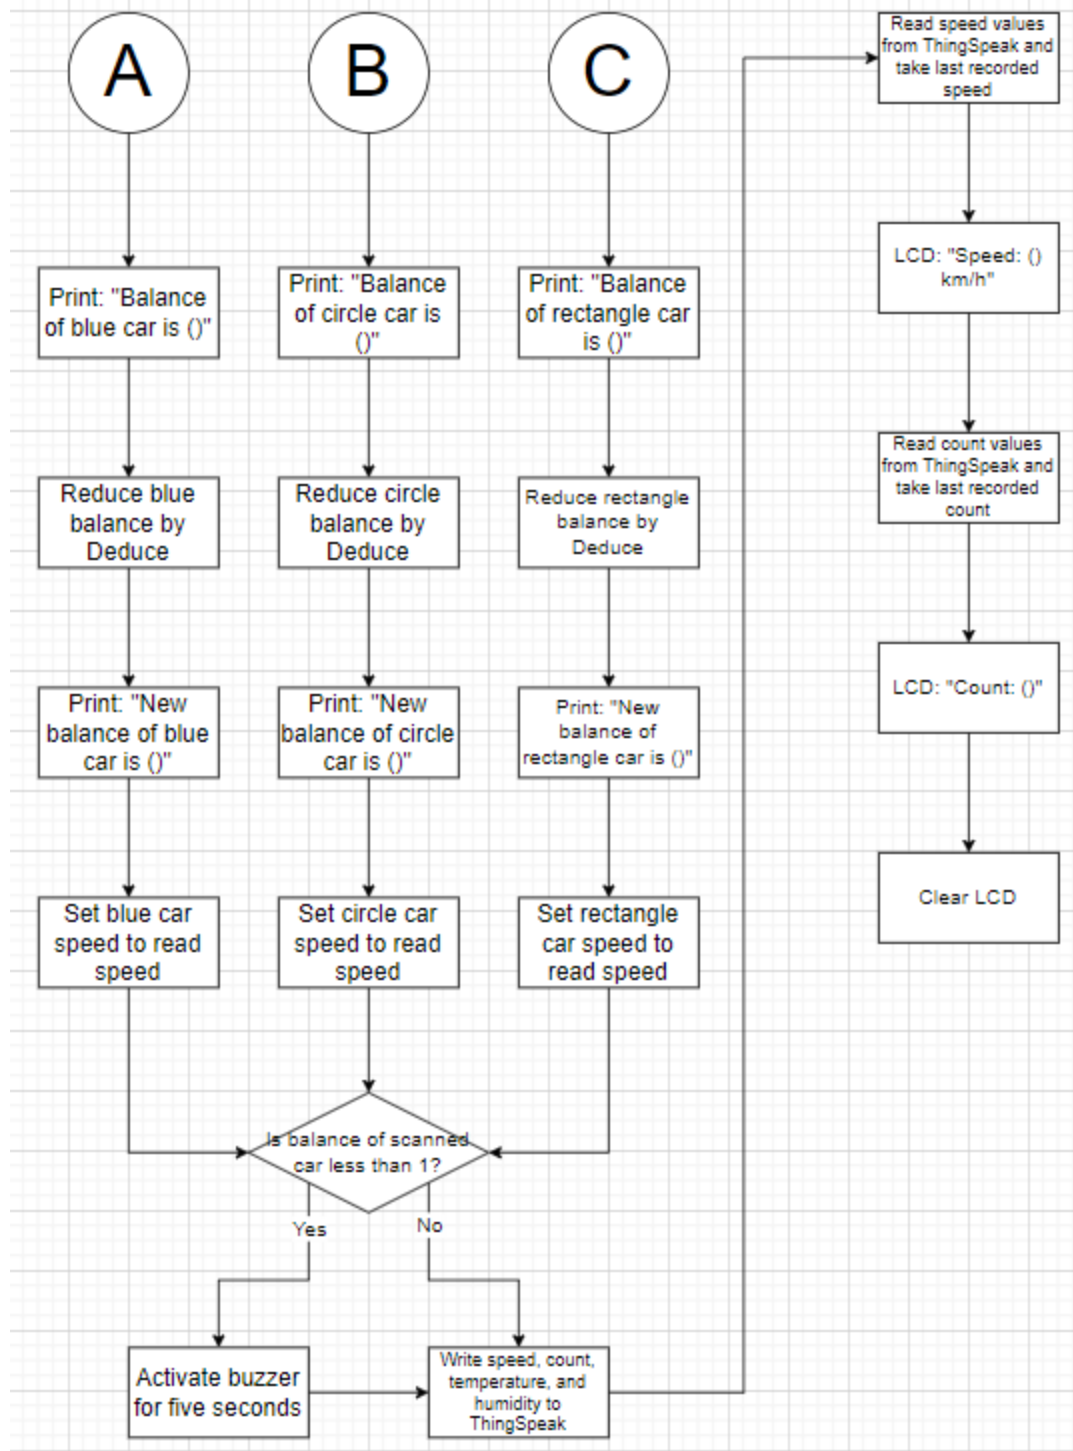 A
B
C
Read speed values
from ThingSpeak and
take last recorded
speed
Print: "Balance
of blue car is ()"
Print: "Balance
of circle car is
()"
Print: "Balance
of rectangle car
is ()"
LCD: "Speed: ()
km/h"
Reduce blue
balance by
Deduce
Reduce circle
balance by
Deduce
Reduce rectangle
balance by
Deduce
Read count values
from ThingSpeak and
take last recorded
count
Print: "New
balance of blue
car is ()"
Print: "New
balance of circle
car is ()"
Print: "New
balance of
rectangle car is ()"
LCD: "Count: ()"
Set blue car
speed to read
speed
Set circle car
speed to read
speed
Set rectangle
car speed to
read speed
Clear LCD
Is balance of scanned
car less than 1?
Yes
No
Activate buzzer
for five seconds
Write speed, count,
temperature, and
humidity to
ThingSpeak